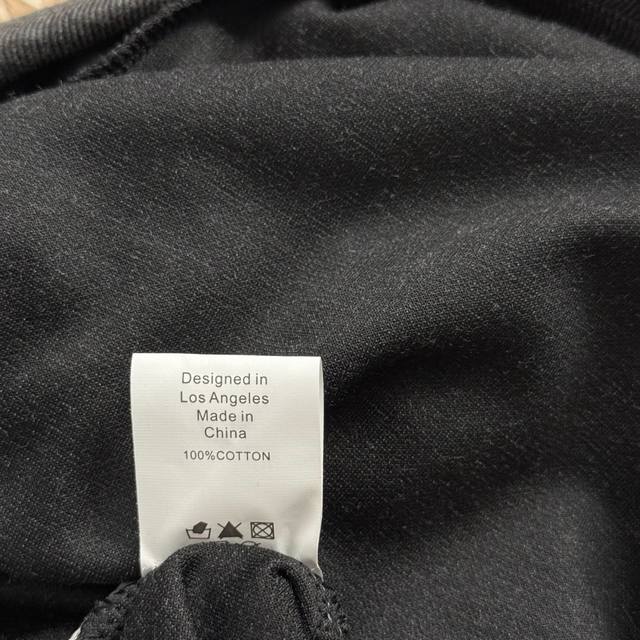 Designed in
Los Angeles
Made in
China
100%COTTON